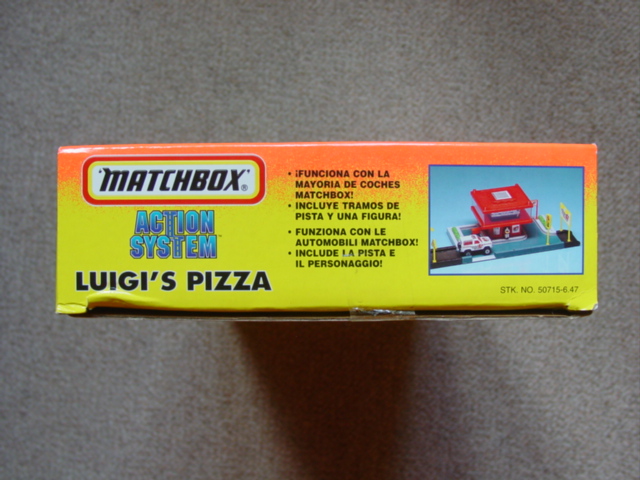 "MATCHBOX"®
ACTION
SYSTEM™
LUIGI'S PIZZA
• ¡FUNCIONA CON LA
MAYORIA DE COCHES
MATCHBOX!
• INCLUYE TRAMOS DE
PISTA Y UNA FIGURA!
• FUNZIONA CON LE
AUTOMOBILI MATCHBOX!
• INCLUDE LA PISTA E
IL PERSONAGGIO!
STK. NO. 50715-6.47